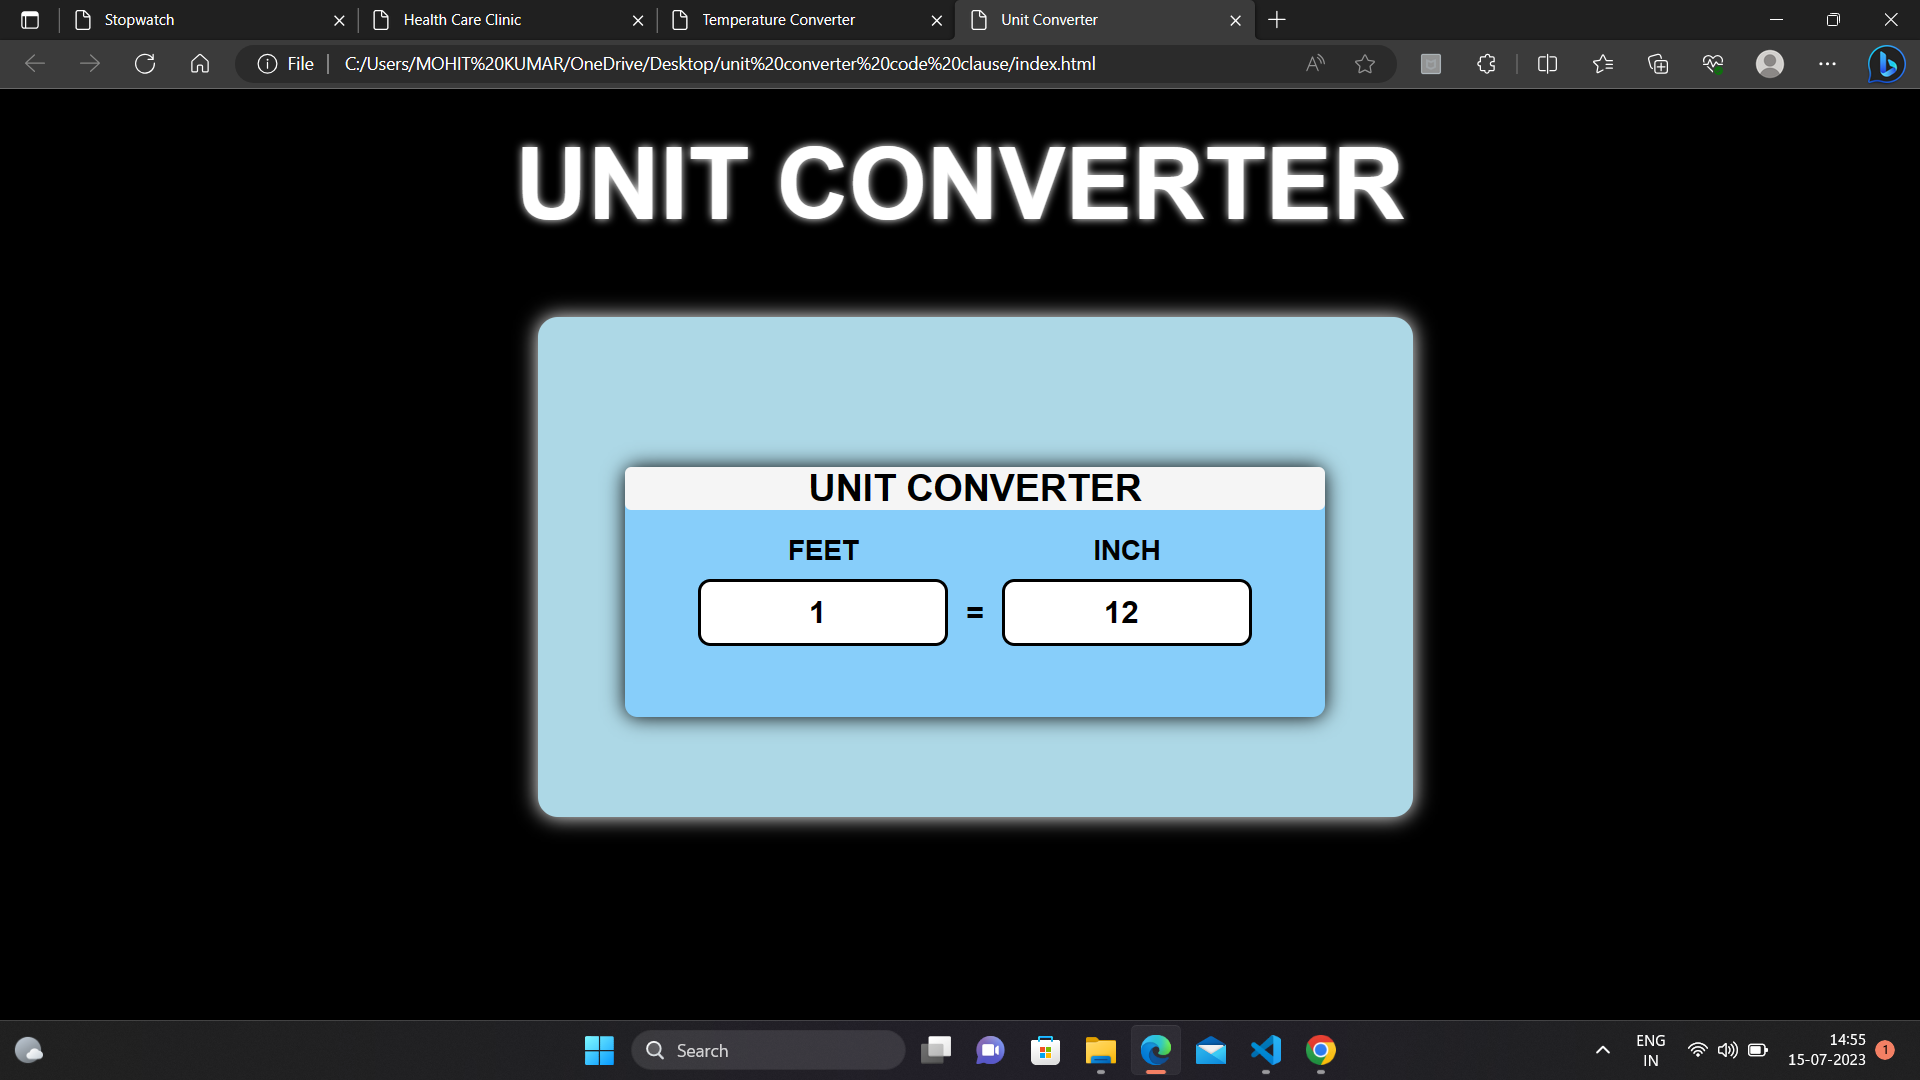 Stopwatch
Health Care Clinic
Temperature Converter
Unit Converter
File
C:/Users/MOHIT%20KUMAR/OneDrive/Desktop/unit%20converter%20code%20clause/index.html
UNIT CONVERTER
UNIT CONVERTER
FEET INCH
1 = 12
Search
ENG
IN
14:55
15-07-2023
1